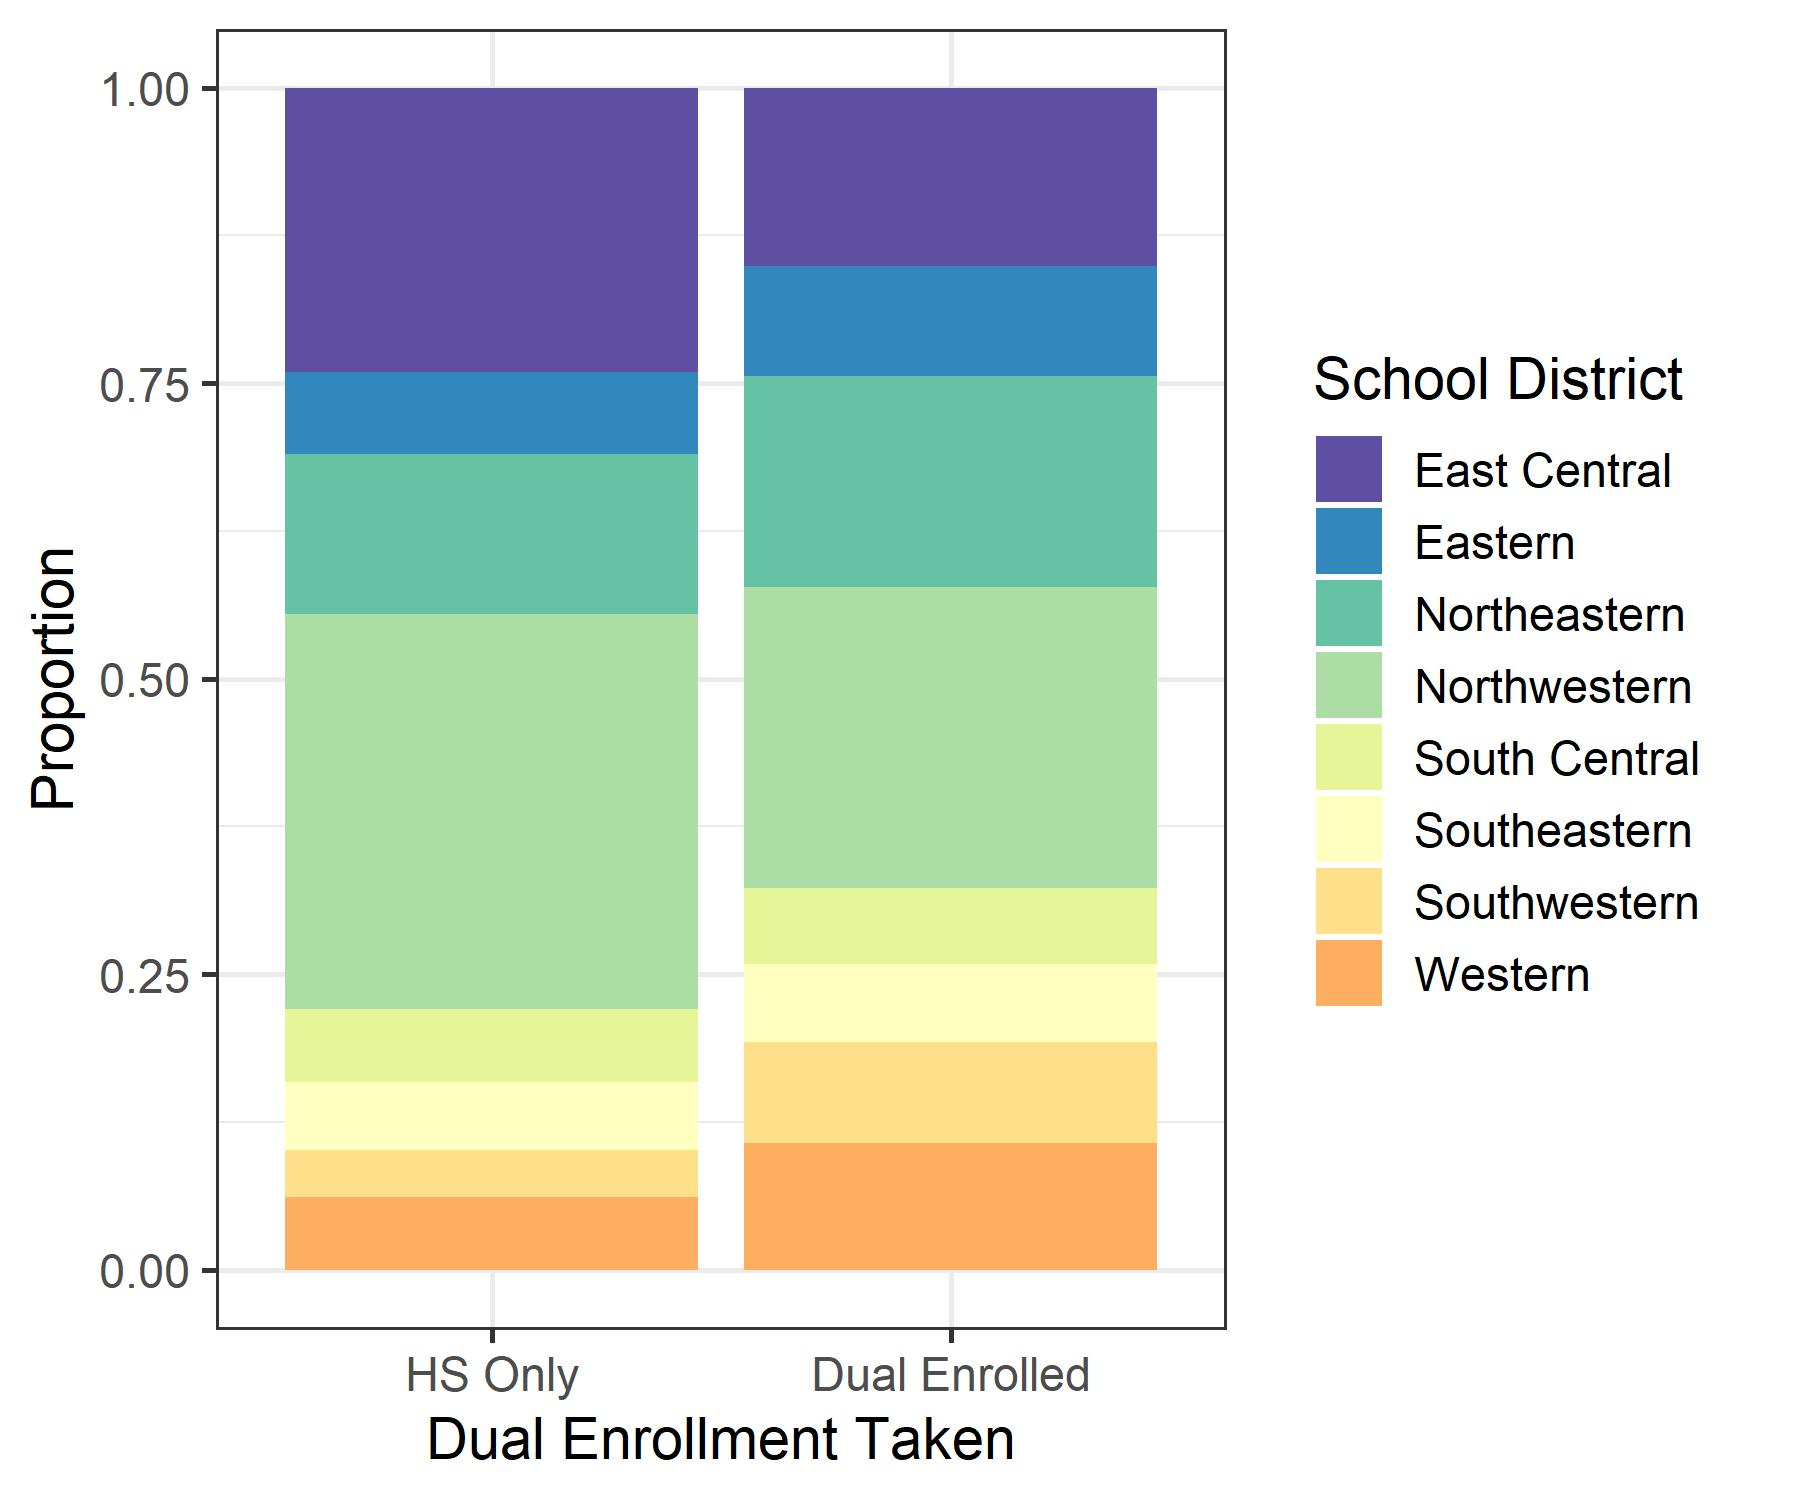 Proportion
1.00
0.75
0.50
0.25
0.00
HS Only
Dual Enrolled
Dual Enrollment Taken
School District
East Central
Eastern
Northeastern
Northwestern
South Central
Southeastern
Southwestern
Western